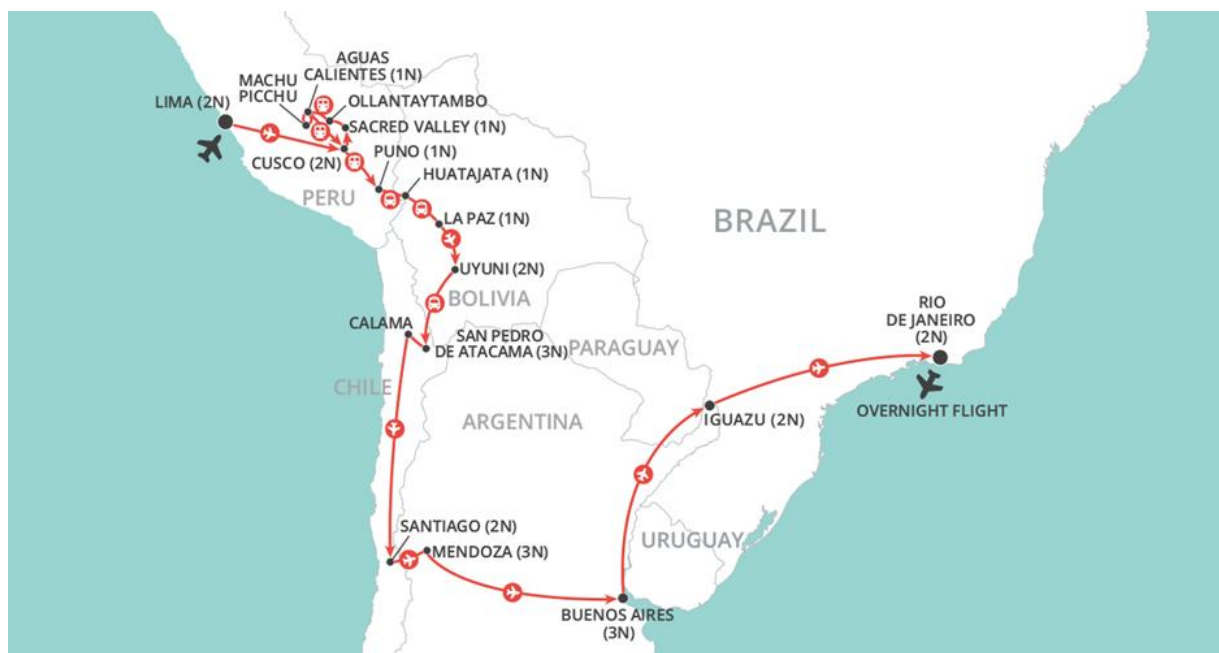 AGUAS
CALIENTES (1N)
MACHU
PICCHU
OLLANTAYTAMBO
LIMA (2N)
SACRED VALLEY (1N)
CUSCO (2N)
PUNO (1N)
HUATAJATA (1N)
PERU
LA PAZ (1N)
BRAZIL
UYUNI (2N)
BOLIVIA
CALAMA
SAN PEDRO
DE ATACAMA (3N)
PARAGUAY
RIO
DE JANEIRO
(2N)
CHILE
OVERNIGHT FLIGHT
ARGENTINA
IGUAZU (2N)
SANTIAGO (2N)
MENDOZA (3N)
URUGUAY
BUENOS AIRES
(3N)